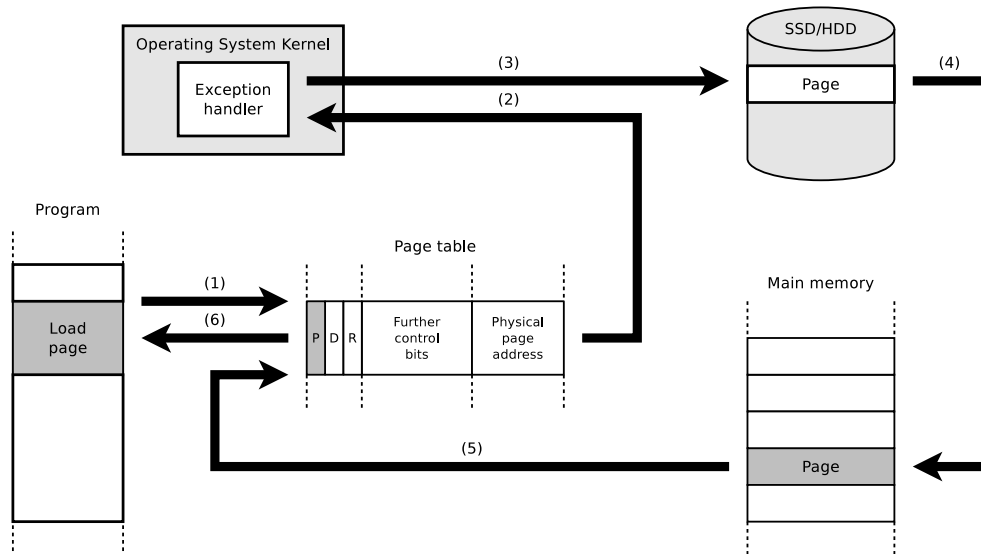 Operating System Kernel
Exception
handler
(3)
(2)
SSD/HDD
Page
(4)
Program
Load
page
(1)
(6)
Page table
P
D
R
Further
control
bits
Physical
page
address
(5)
Main memory
Page